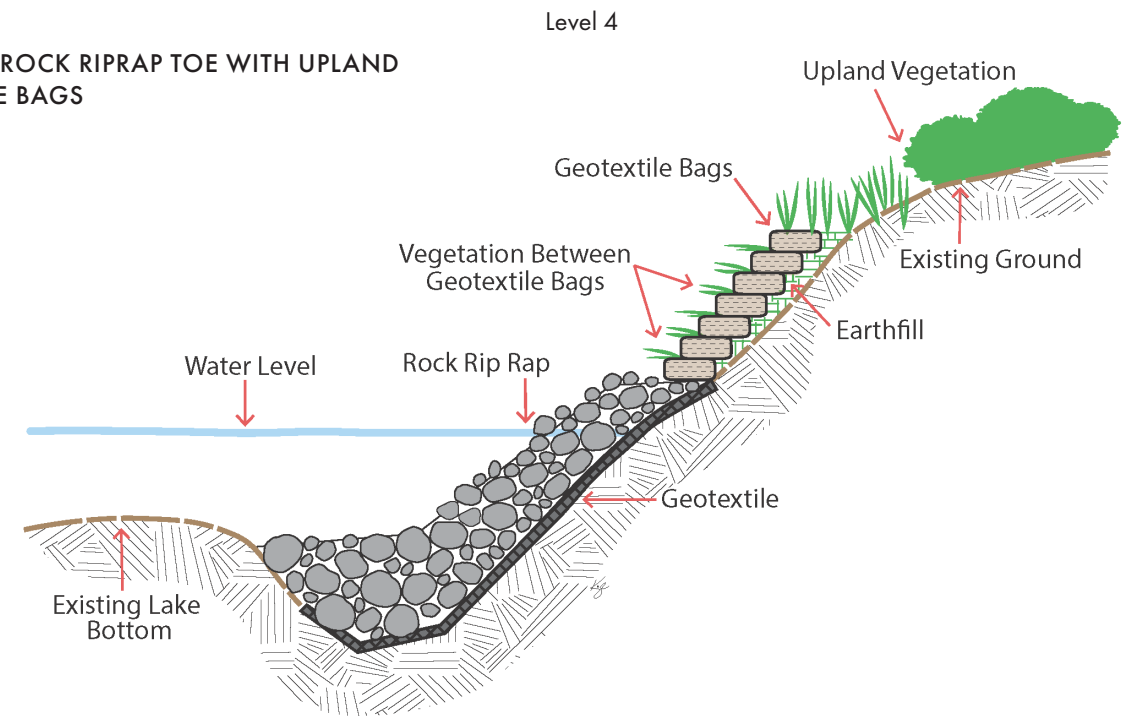 Level 4
ROCK RIPRAP TOE WITH UPLAND
E BAGS
Upland Vegetation
Geotextile Bags
Vegetation Between
Geotextile Bags
Existing Ground
Earthfill
Water Level
Rock Rip Rap
Geotextile
Existing Lake
Bottom